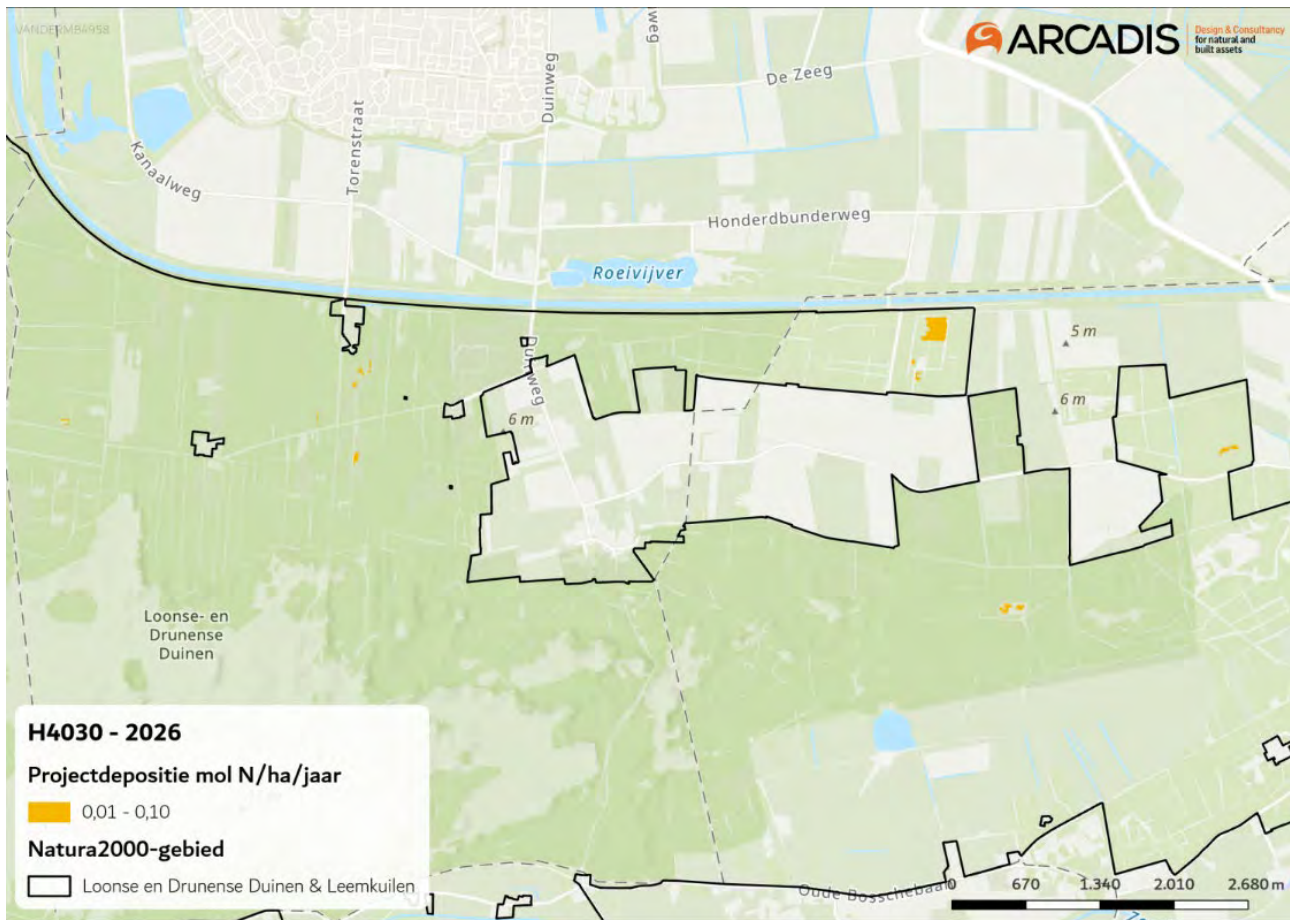 VANDERMB4958
ARCADIS
Design & Consultancy
for natural and
built assets
weg
De Zeeg
Duinweg
Torenstraat
Kanaalweg
Honderdbunderweg
Roeivijver
5 m
6 m
Duinweg
6 m
Loonse- en
Drunense
Duinen
H4030 - 2026
Projectdepositie mol N/ha/jaar
0,01 - 0,10
Natura2000-gebied
Loonse en Drunense Duinen & Leemkuilen
Oude Bosschebaan
0 670 1.340 2.010 2.680 m